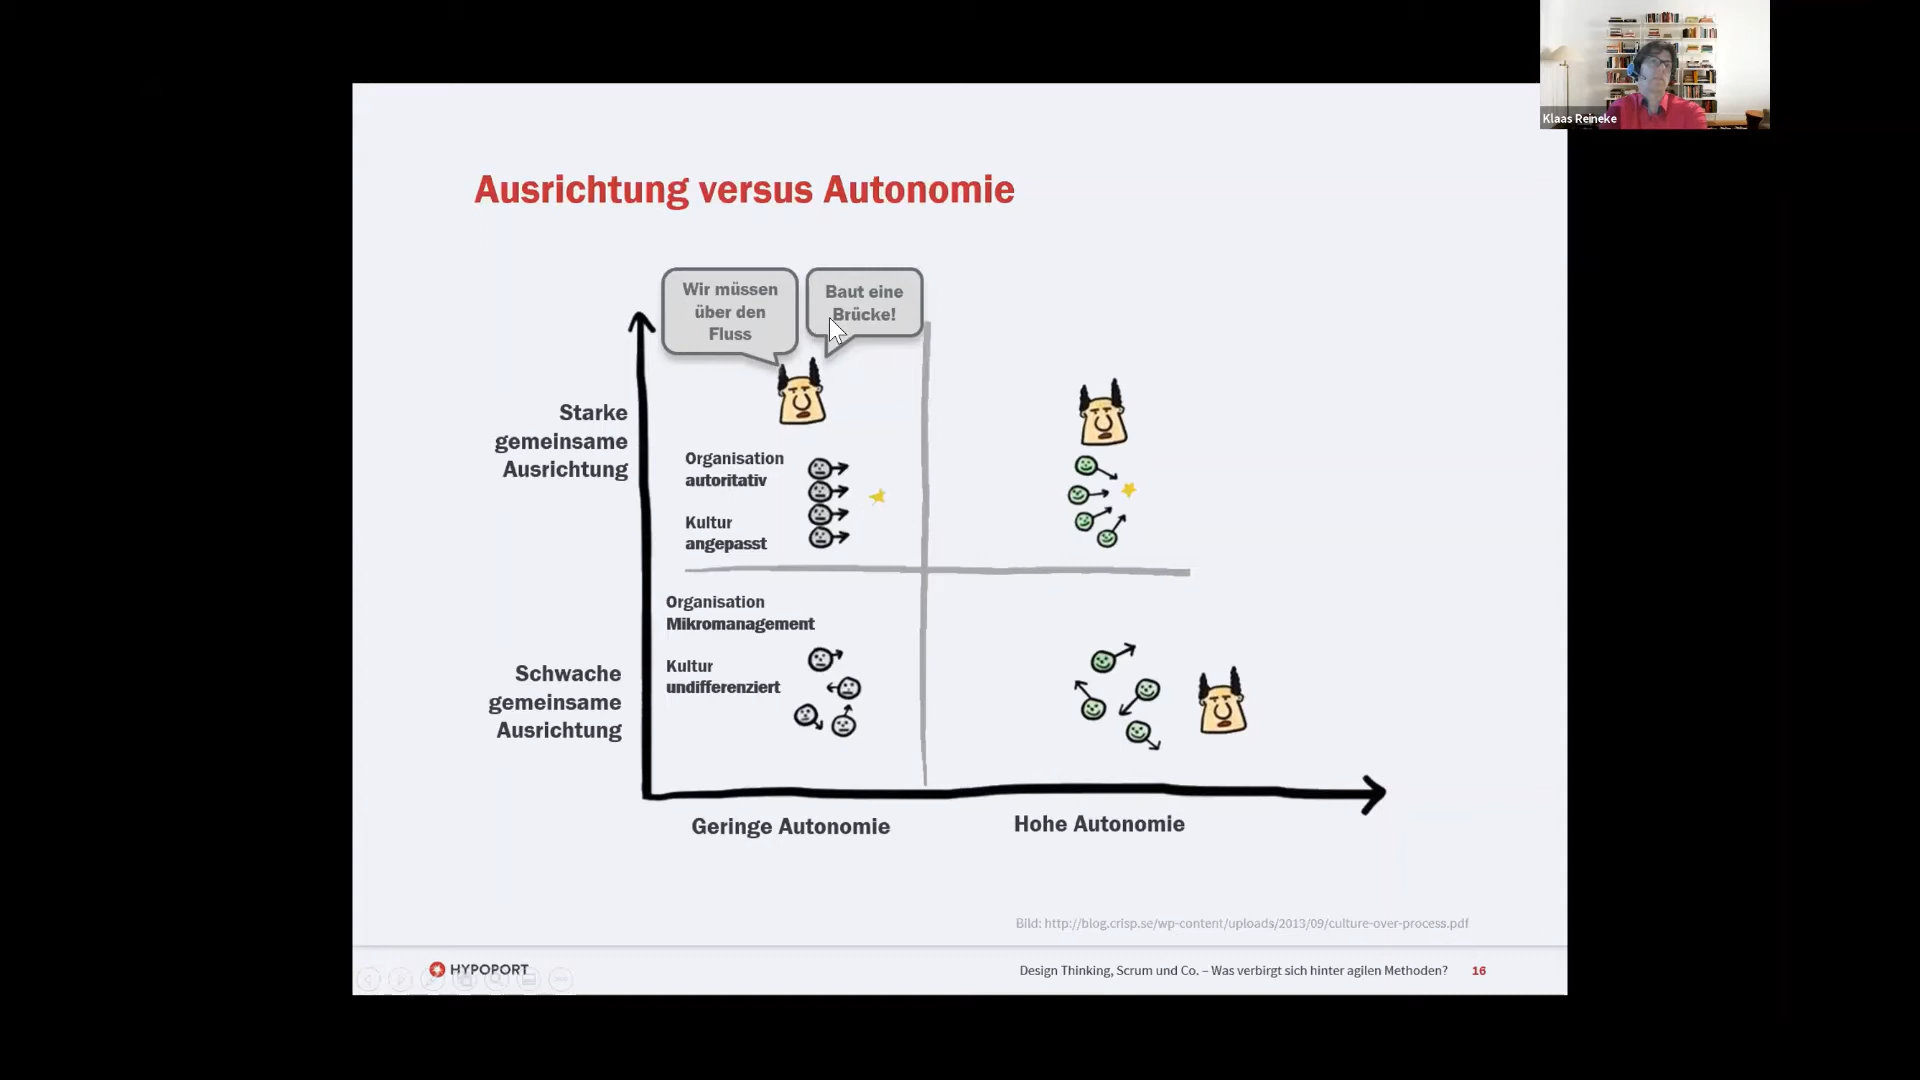 Klaas Reineke
Ausrichtung versus Autonomie
Wir müssen
über den
Fluss
Baut eine
Brücke!
Starke
gemeinsame
Ausrichtung
Organisation
autoritativ
Kultur
angepasst
Organisation
Mikromanagement
Kultur
undifferenziert
Schwache
gemeinsame
Ausrichtung
Geringe Autonomie
Hohe Autonomie
Bild: http://blog.crisp.se/wp-content/uploads/2013/09/culture-over-process.pdf
HYPOPORT
Design Thinking, Scrum und Co. – Was verbirgt sich hinter agilen Methoden? 16